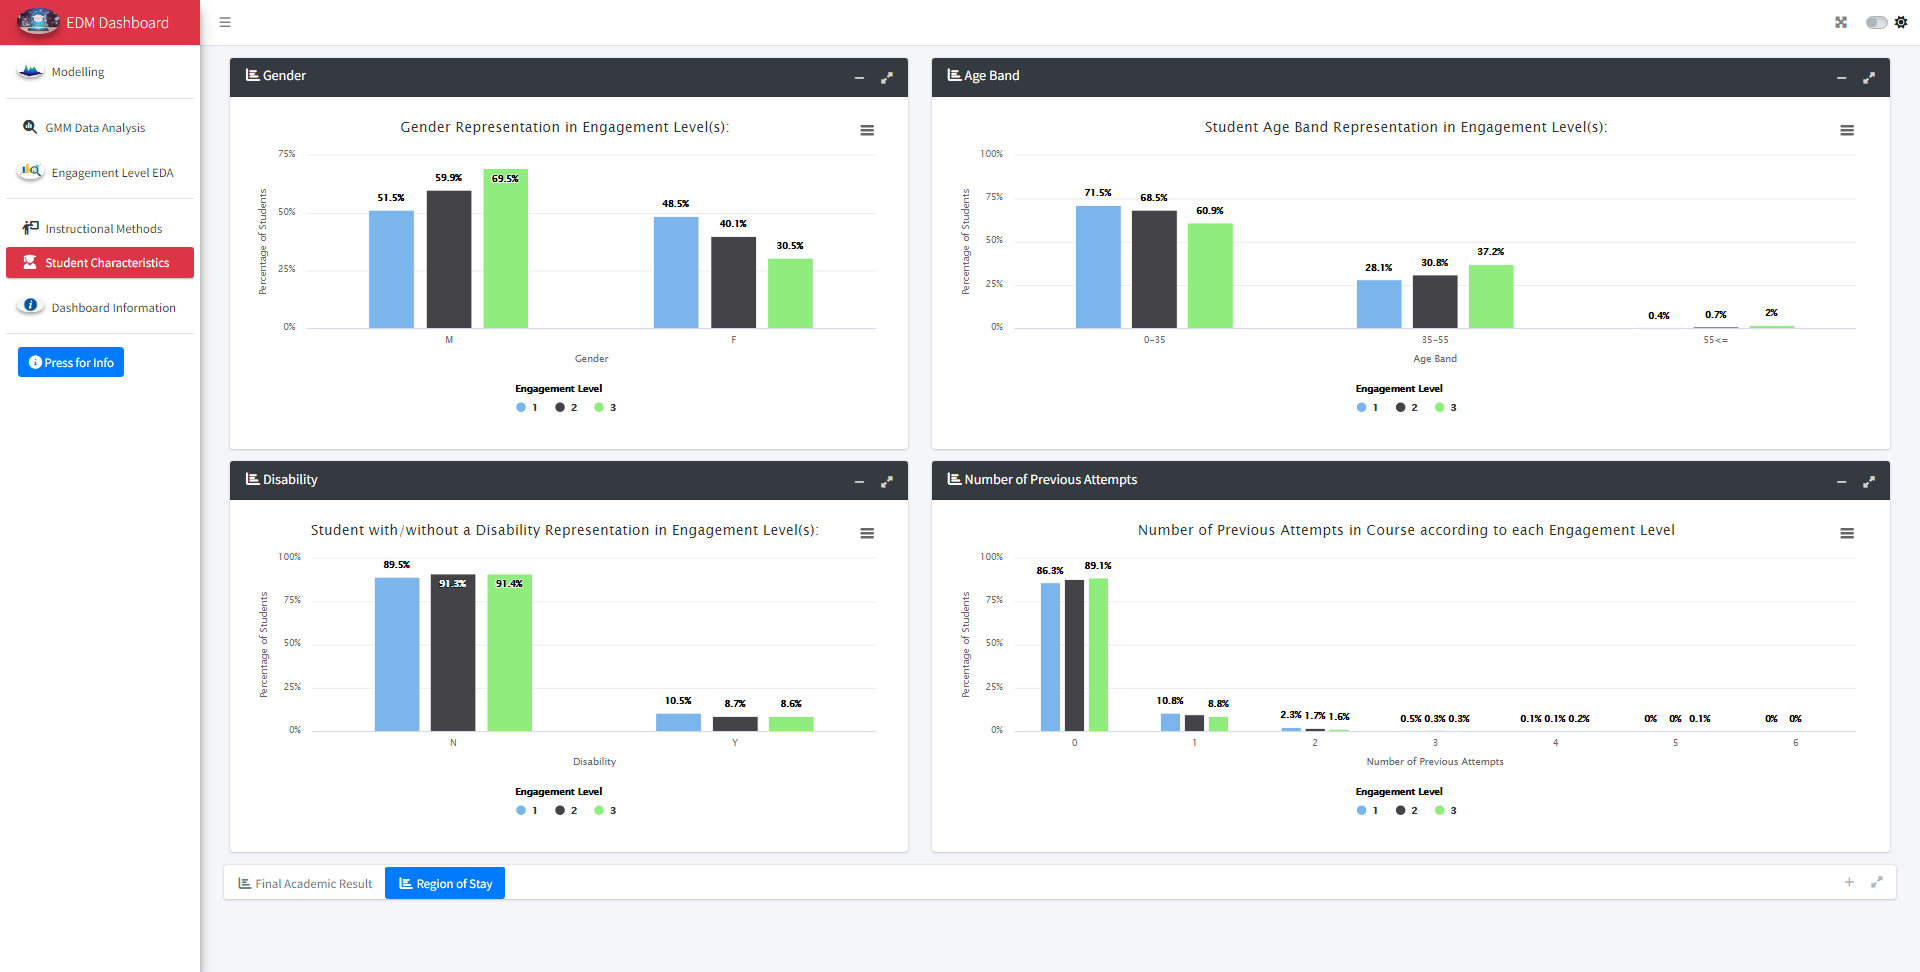 EDM Dashboard
Modelling
GMM Data Analysis
Engagement Level EDA
Instructional Methods
Student Characteristics
Dashboard Information
Press for Info
Gender
Gender Representation in Engagement Level(s):
75%
50%
25%
0%
Percentage of Students
51.5%
59.9%
69.5%
48.5%
40.1%
30.5%
M
F
Gender
Engagement Level
1 2 3
Age Band
Student Age Band Representation in Engagement Level(s):
100%
75%
50%
25%
0%
Percentage of Students
71.5%
68.5%
60.9%
28.1%
30.8%
37.2%
0.4%
0.7%
2%
0-35
35-55
55<=
Age Band
Engagement Level
1 2 3
Disability
Student with/without a Disability Representation in Engagement Level(s):
100%
75%
50%
25%
0%
Percentage of Students
89.5%
91.3%
91.4%
10.5%
8.7%
8.6%
N
Y
Disability
Engagement Level
1 2 3
Number of Previous Attempts
Number of Previous Attempts in Course according to each Engagement Level
100%
75%
50%
25%
0%
Percentage of Students
86.3%
89.1%
10.8%
8.8%
2.3% 1.7% 1.6%
0.5% 0.3% 0.3%
0.1% 0.1% 0.2%
0% 0% 0.1%
0% 0%
0
1
2
3
4
5
6
Number of Previous Attempts
Engagement Level
1 2 3
Final Academic Result
Region of Stay